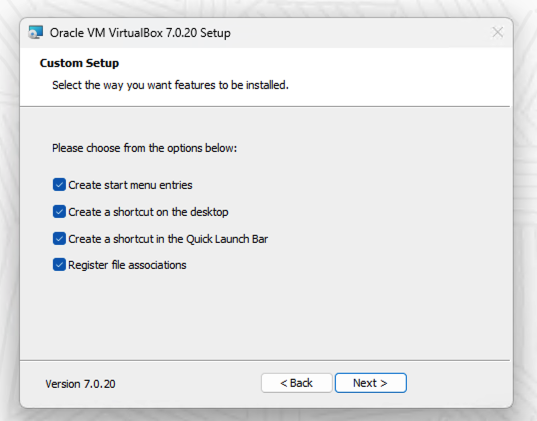 Oracle VM VirtualBox 7.0.20 Setup
Custom Setup
Select the way you want features to be installed.
Please choose from the options below:
Create start menu entries
Create a shortcut on the desktop
Create a shortcut in the Quick Launch Bar
Register file associations
Version 7.0.20
< Back
Next >